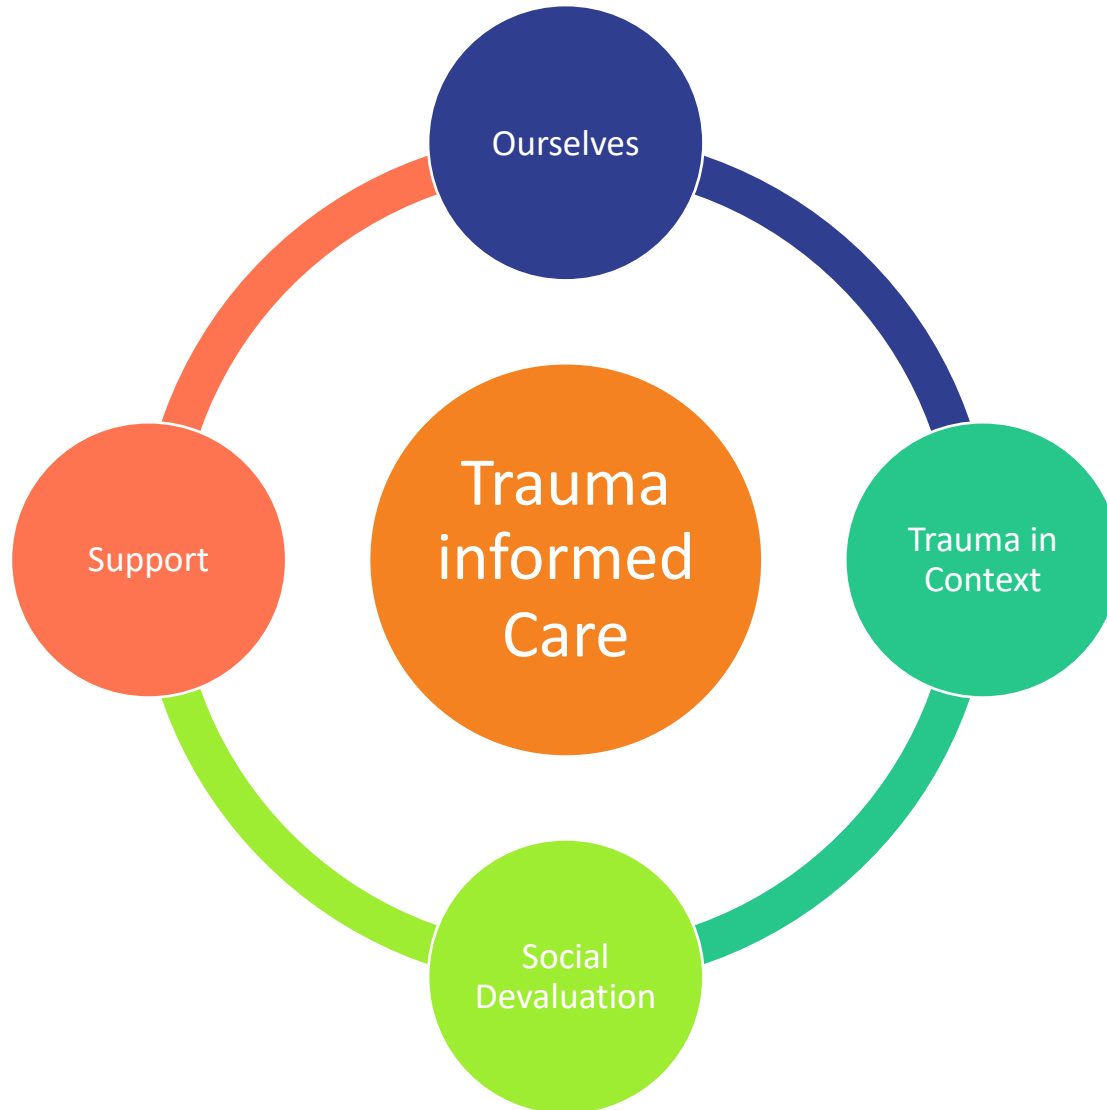 Ourselves
Trauma
informed
Care
Support
Trauma in
Context
Social
Devaluation